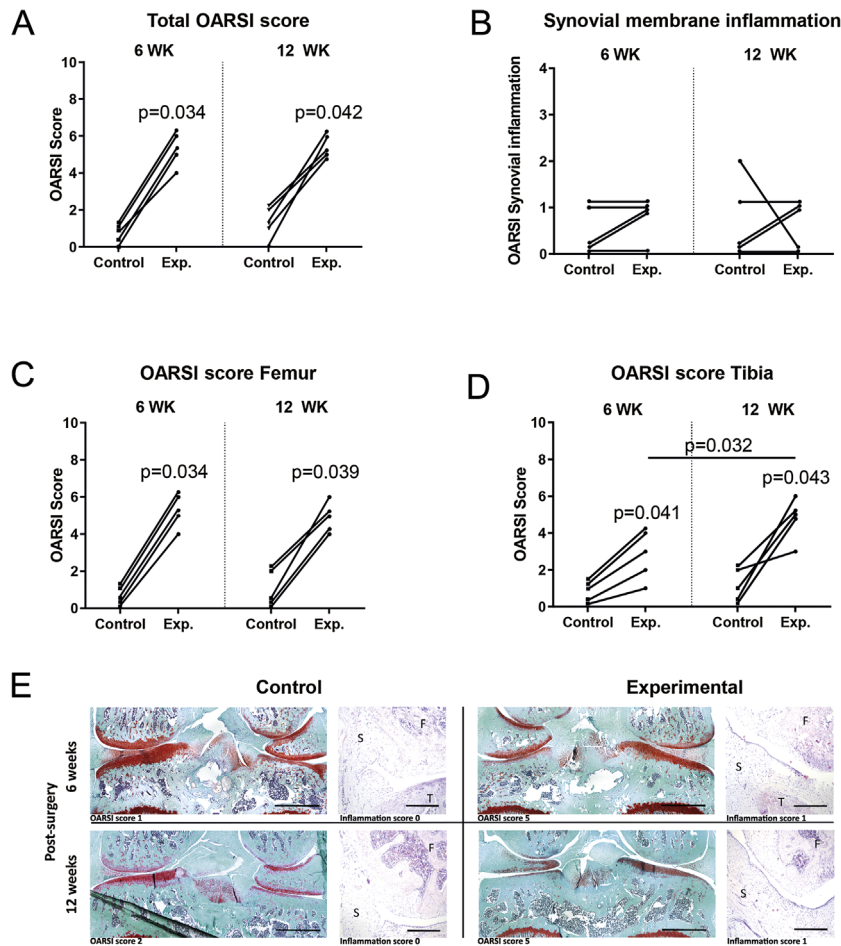 A
Total OARSI score
6 WK
12 WK
OARSI Score
10
8
6
4
2
0
p=0.034
p=0.042
Control
Exp.
Control
Exp.
B
Synovial membrane inflammation
6 WK
12 WK
OARSI Synovial inflammation
4
3
2
1
0
Control
Exp.
Control
Exp.
C
OARSI score Femur
6 WK
12 WK
OARSI Score
10
8
6
4
2
0
p=0.034
p=0.039
Control
Exp.
Control
Exp.
D
OARSI score Tibia
6 WK
12 WK
OARSI Score
10
8
6
4
2
0
p=0.032
p=0.041
p=0.043
Control
Exp.
Control
Exp.
E
Control
Experimental
Post-surgery
6 weeks
OARSI score 1
S
F
T
Inflammation score 0
OARSI score 5
F
S
T
Inflammation score 1
12 weeks
OARSI score 2
F
S
Inflammation score 0
OARSI score 5
F
S
Inflammation score 1